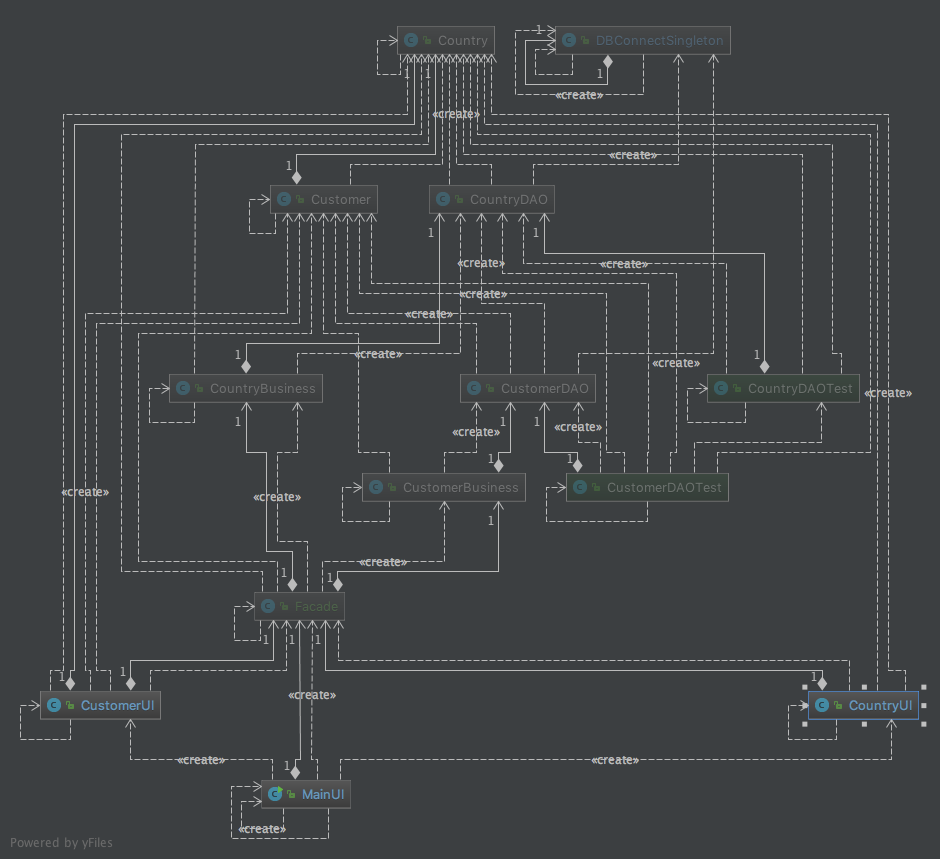 1
C Country
C DBConnectSingleton
1 1
1
«create»
«create»
«create»
1
C Customer
C CountryDAO
1
1
«create»
«create»
«create»
«create»
1
«create»
1
«create»
C CountryBusiness
C CustomerDAO
C CountryDAOTest
«create»
1
1
1
«create»
«create»
1
1
C CustomerBusiness
C CustomerDAOTest
«create»
«create»
1
«create»
1
1
C Facade
1
1
1
1
1
1
«create»
C CustomerUI
C CountryUI
«create»
«create»
1
C MainUI
«create»
Powered by yFiles